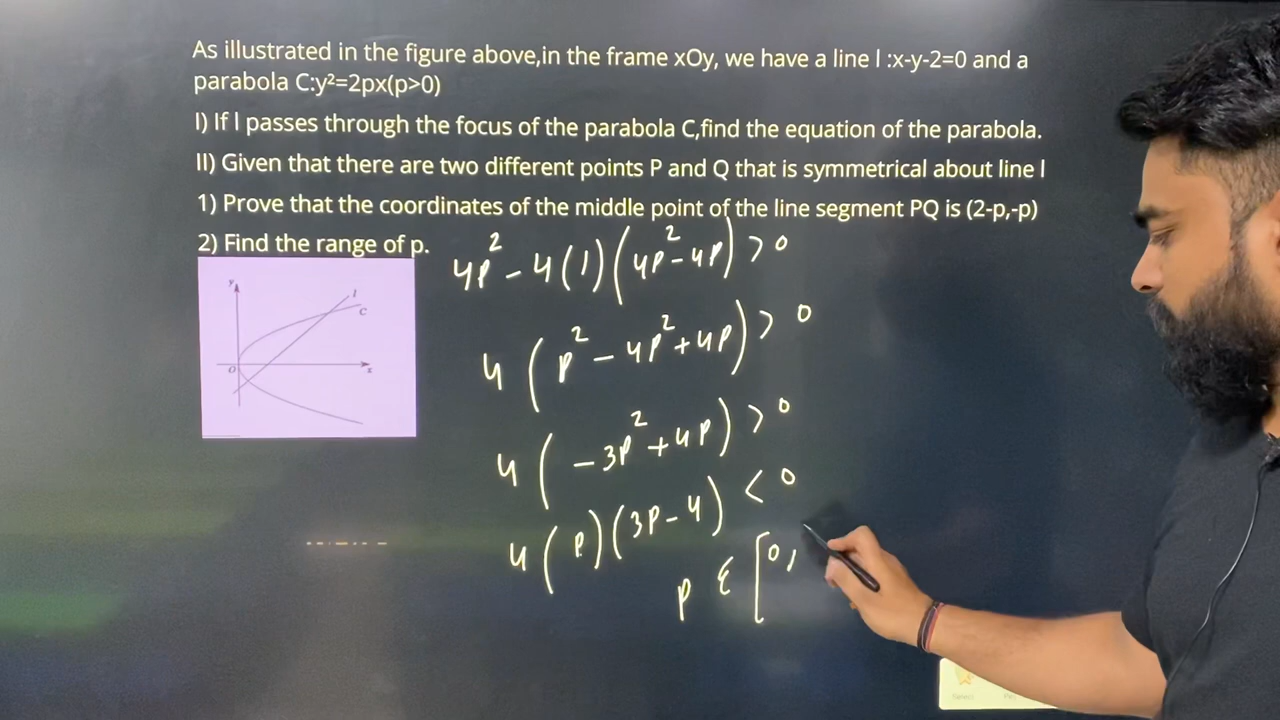 As illustrated in the figure above,in the frame xOy, we have a line l :x-y-2=0 and a
parabola C:y²=2px(p>0)
I) If l passes through the focus of the parabola C,find the equation of the parabola.
II) Given that there are two different points P and Q that is symmetrical about line l
1) Prove that the coordinates of the middle point of the line segment PQ is (2-p,-p)
2) Find the range of p.
4p² - 4(1)(4p²-4p) > 0
4(p² - 4p² + 4p) > 0
4(-3p² + 4p) > 0
4(p)(3p-4) < 0
p ε [0,
y
l
C
O
x
Select